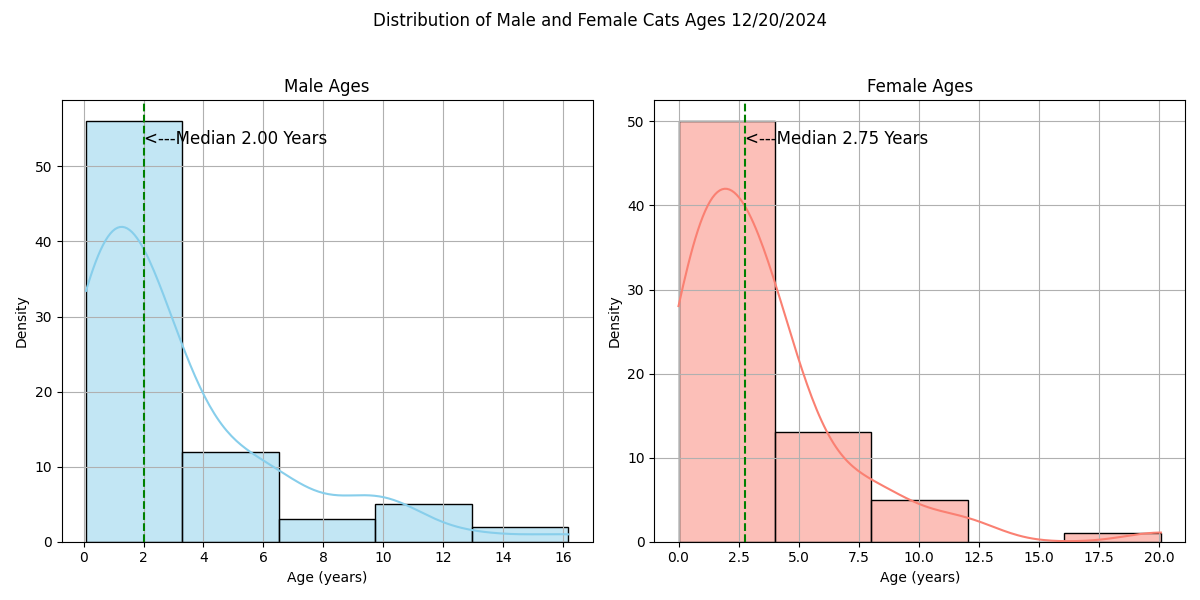 Distribution of Male and Female Cats Ages 12/20/2024
Male Ages
<---Median 2.00 Years
Density
50
40
30
20
10
0
0 2 4 6 8 10 12 14 16
Age (years)
Female Ages
<---Median 2.75 Years
Density
50
40
30
20
10
0
0.0 2.5 5.0 7.5 10.0 12.5 15.0 17.5 20.0
Age (years)